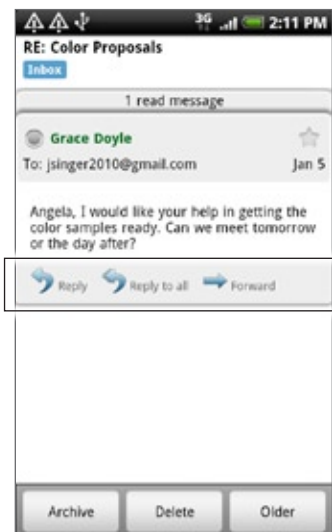 3G 2:11 PM
RE: Color Proposals
Inbox
1 read message
Grace Doyle
To: jsinger2010@gmail.com Jan 5
Angela, I would like your help in getting the
color samples ready. Can we meet tomorrow
or the day after?
Reply Reply to all Forward
Archive Delete Older